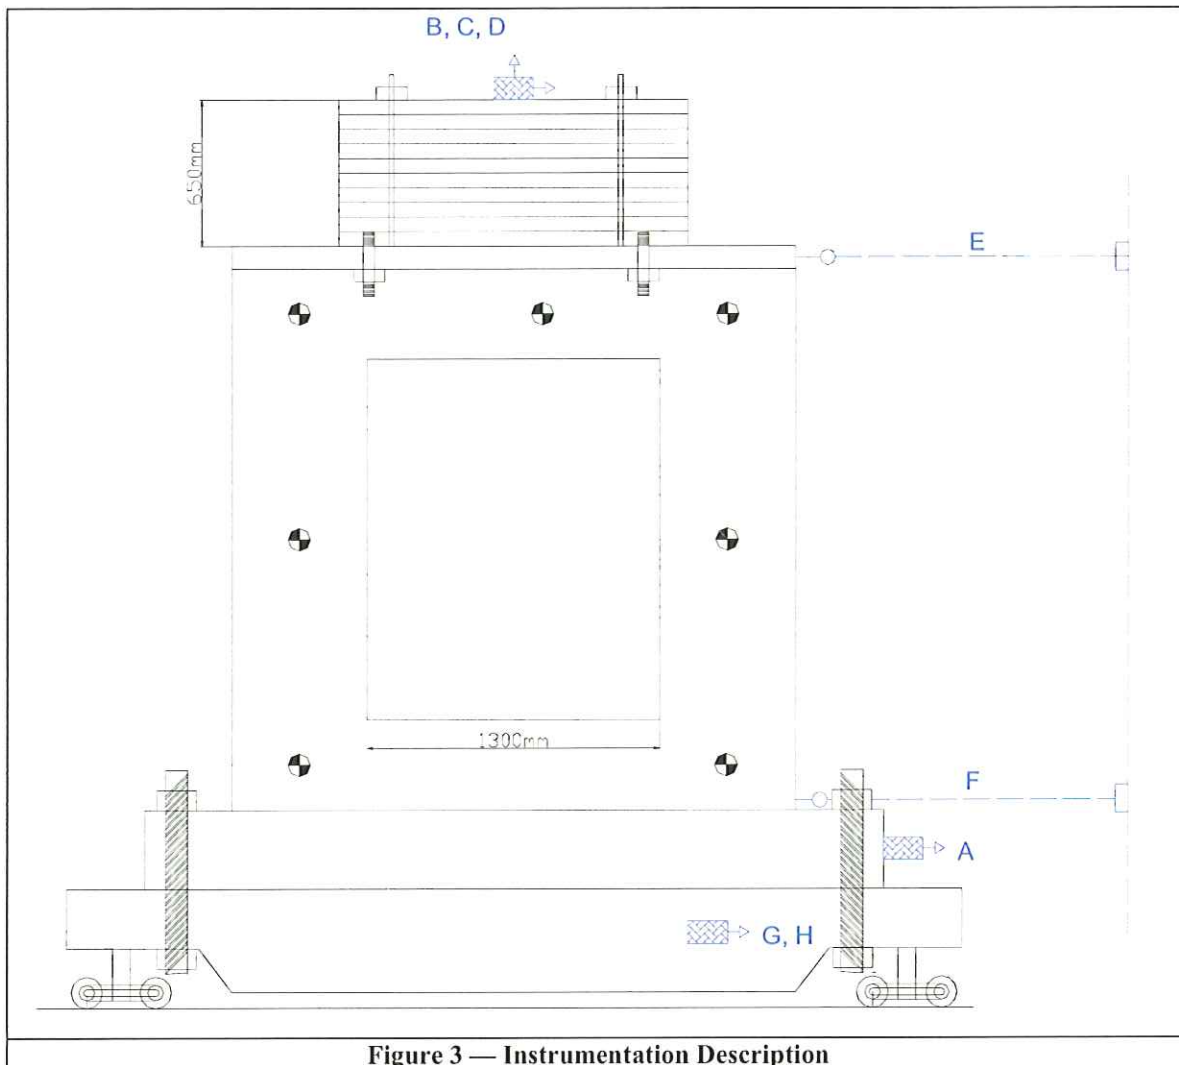 B, C, D
650mm
E
1300mm
F
A
G, H
Figure 3 — Instrumentation Description